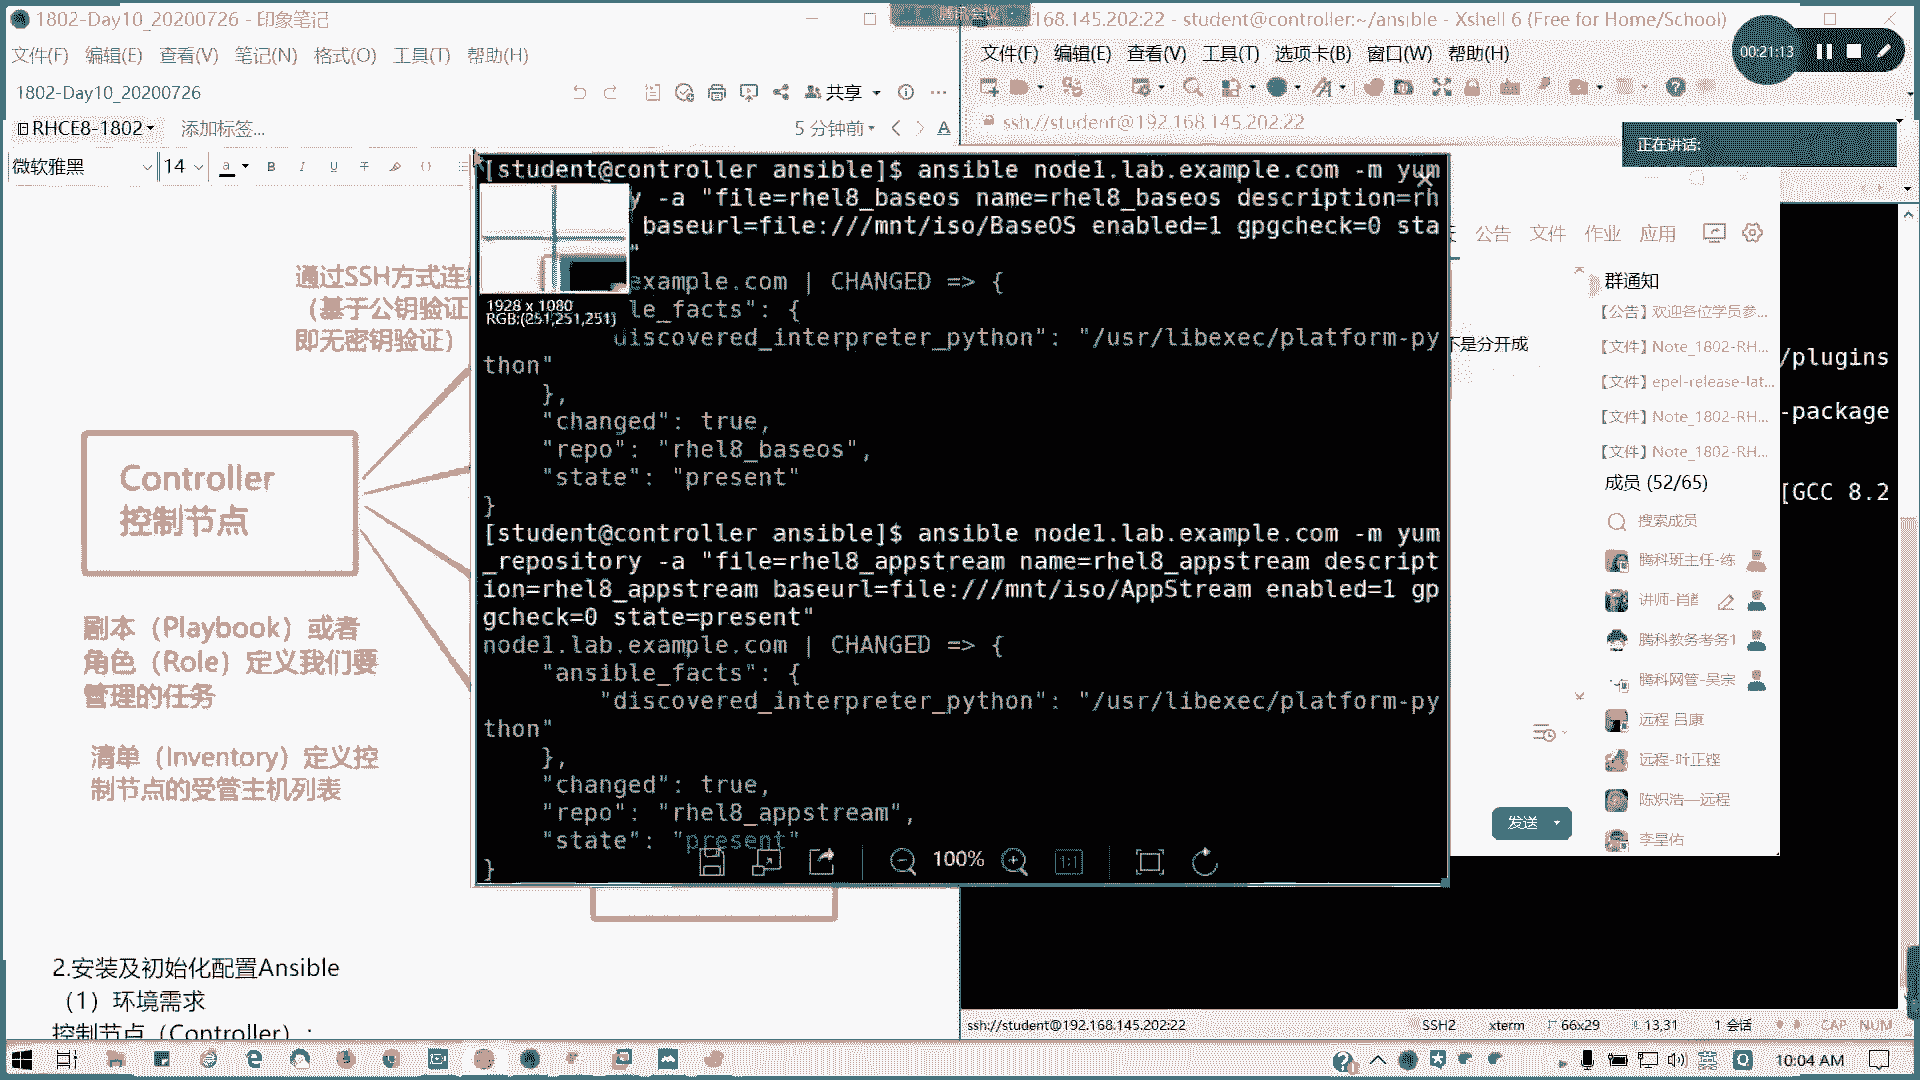 1802-Day10_20200726 - 印象笔记
文件(F) 编辑(E) 查看(V) 笔记(N) 格式(O) 工具(T) 帮助(H)
1802-Day10_20200726
共享
RHCE8-1802
添加标签...
5 分钟前
微软雅黑
14
通过SSH方式连
（基于公钥验证
即无密钥验证）
Controller
控制节点
剧本（Playbook）或者
角色（Role）定义我们要
管理的任务
清单（Inventory）定义控
制节点的受管主机列表
2.安装及初始化配置Ansible
（1）环境需求
控制节点（Controller）:
腾讯会议
168.145.202:22 - student@controller:~/ansible - Xshell 6 (Free for Home/School)
文件(F) 编辑(E) 查看(V) 工具(T) 选项卡(B) 窗口(W) 帮助(H)
00:21:13
ssh://student@192.168.145.202:22
正在讲话:
[student@controller ansible]$ ansible node1.lab.example.com -m yum
y -a "file=rhel8_baseos name=rhel8_baseos description=rh
baseurl=file:///mnt/iso/BaseOS enabled=1 gpgcheck=0 sta
"
example.com | CHANGED => {
le_facts": {
discovered_interpreter_python": "/usr/libexec/platform-py
thon"
},
"changed": true,
"repo": "rhel8_baseos",
"state": "present"
}
[student@controller ansible]$ ansible node1.lab.example.com -m yum
_repository -a "file=rhel8_appstream name=rhel8_appstream descript
ion=rhel8_appstream baseurl=file:///mnt/iso/AppStream enabled=1 gp
gcheck=0 state=present"
node1.lab.example.com | CHANGED => {
"ansible_facts": {
"discovered_interpreter_python": "/usr/libexec/platform-py
thon"
},
"changed": true,
"repo": "rhel8_appstream",
"state": "present"
}
1928 x 1080
RGB:(251,251,251)
100%
1:1
公告 文件 作业 应用
不是分开成
群通知
【公告】欢迎各位学员参...
【文件】Note_1802-RH...
【文件】epel-release-lat...
【文件】Note_1802-RH...
【文件】Note_1802-RH...
成员 (52/65)
搜索成员
腾科班主任-练
讲师-肖
腾科教务考务1
腾科网管-吴宗
远程 吕康
远程-叶正铿
陈炽浩—远程
李星佑
发送
/plugins
-package
[GCC 8.2
ssh://student@192.168.145.202:22
SSH2
xterm
66x29
13,31
1 会话
CAP NUM
英
10:04 AM